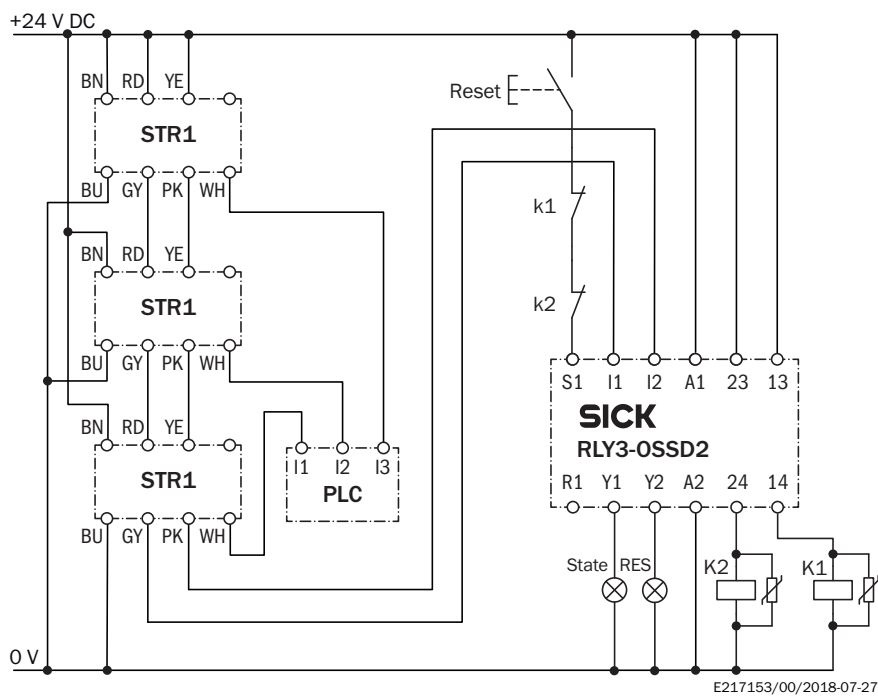 +24 V DC
BN RD YE
STR1
BU GY PK WH
BN RD YE
STR1
BU GY PK WH
BN RD YE
STR1
BU GY PK WH
I1 I2 I3
PLC
Reset
k1
k2
S1 I1 I2 A1 23 13
SICK
RLY3-OSSD2
R1 Y1 Y2 A2 24 14
State RES K2 K1
0 V
E217153/00/2018-07-27